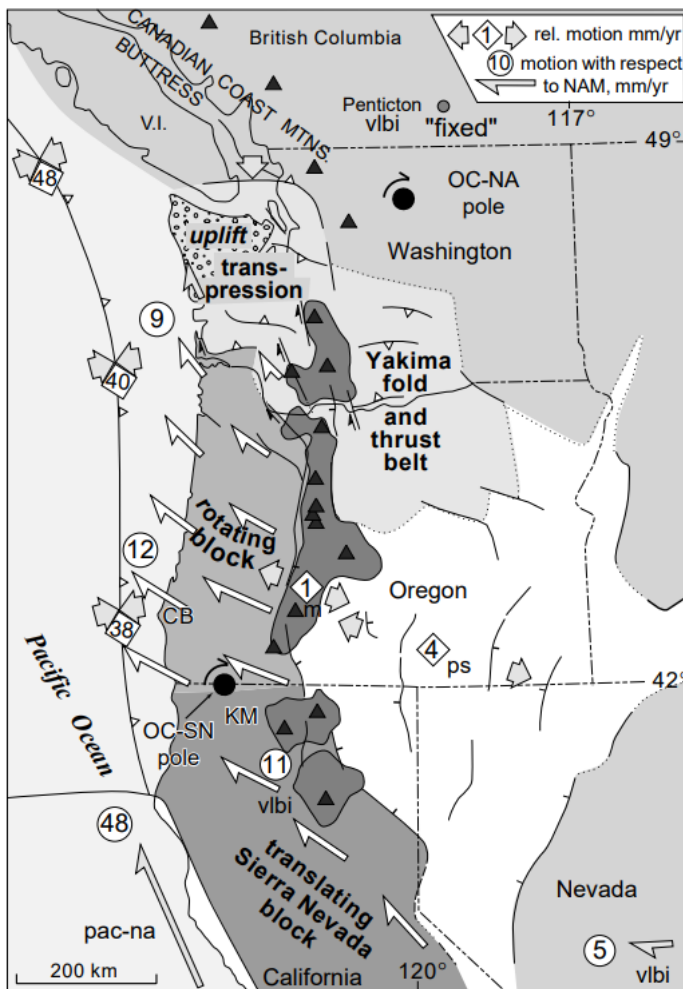 CANADIAN COAST MTNS.
BUTTRESS
British Columbia
1 rel. motion mm/yr
10 motion with respect
to NAM, mm/yr
V.I.
Penticton
vlbi "fixed"
117°
49°
48
OC-NA
pole
Washington
uplift
trans-
pression
9
40
Yakima
fold
and
thrust
belt
rotating
block
12
1
m
Oregon
CB
38
4
ps
42°
Pacific Ocean
OC-SN
pole
KM
11
vlbi
48
translating
Sierra Nevada
block
Nevada
pac-na
5
vlbi
200 km
California
120°